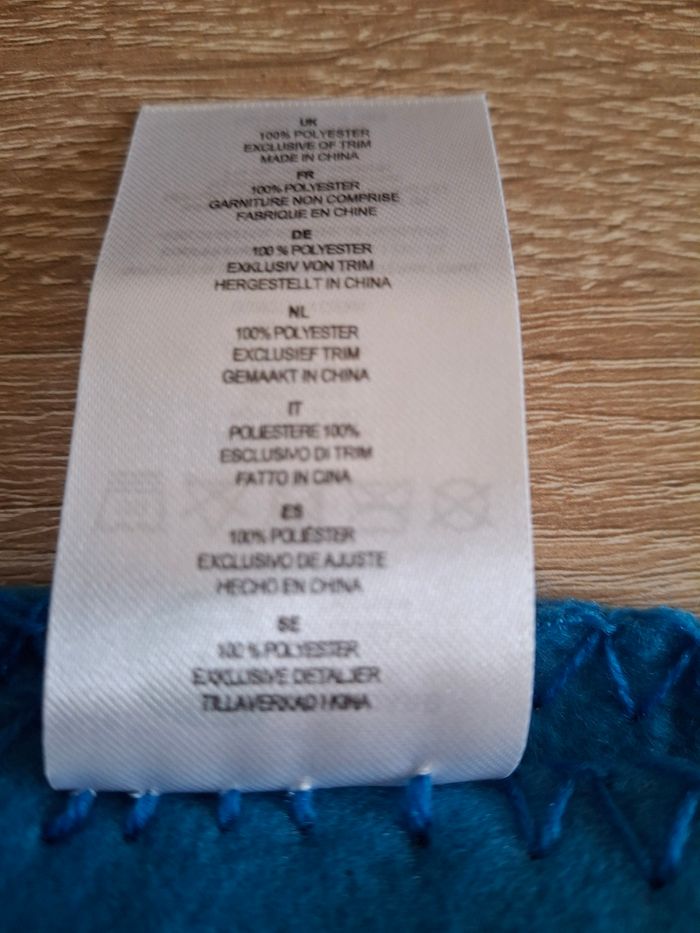 UK
100% POLYESTER
EXCLUSIVE OF TRIM
MADE IN CHINA
FR
100% POLYESTER
GARNITURE NON COMPRISE
FABRIQUE EN CHINE
DE
100 % POLYESTER
EXKLUSIV VON TRIM
HERGESTELLT IN CHINA
NL
100% POLYESTER
EXCLUSIEF TRIM
GEMAAKT IN CHINA
IT
POLIESTERE 100%
ESCLUSIVO DI TRIM
FATTO IN CINA
ES
100% POLIÉSTER
EXCLUSIVO DE AJUSTE
HECHO EN CHINA
SE
100 % POLYESTER
EXKLUSIVE DETALJER
TILLAVERKAD I KINA